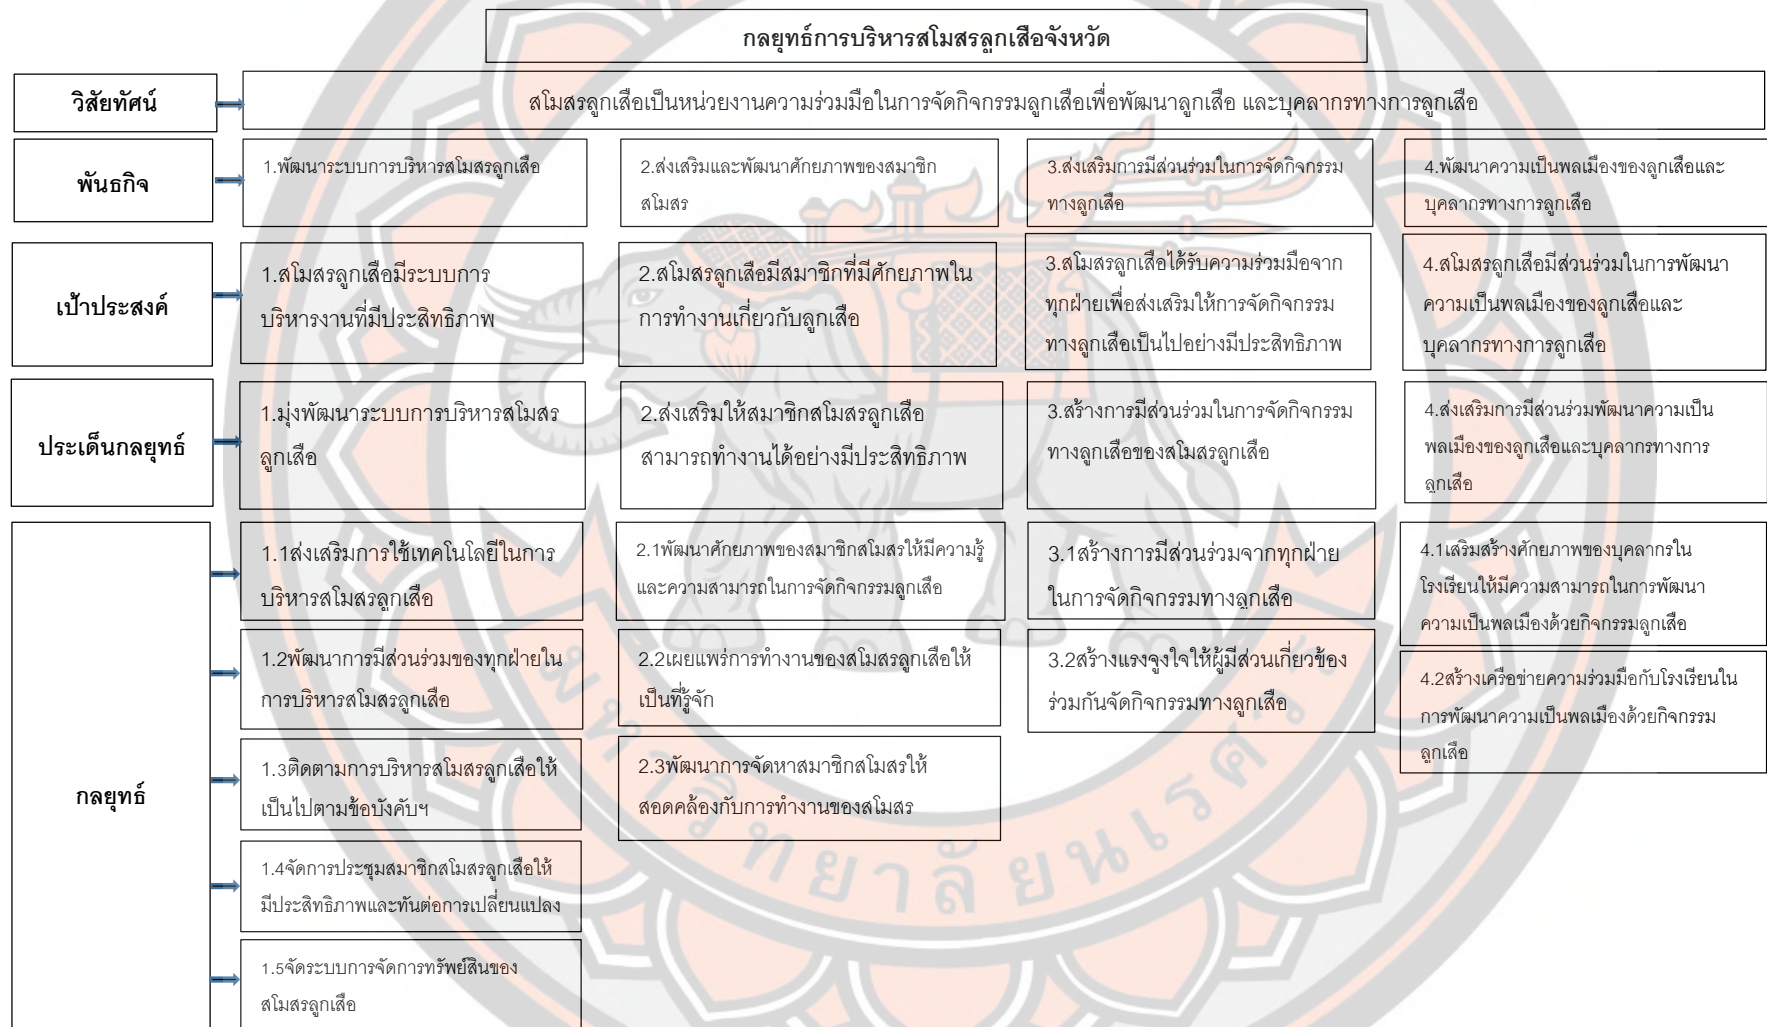 กลยุทธ์การบริหารสโมสรลูกเสือจังหวัด
วิสัยทัศน์
สโมสรลูกเสือเป็นหน่วยงานความร่วมมือในการจัดกิจกรรมลูกเสือเพื่อพัฒนาลูกเสือ และบุคลากรทางการลูกเสือ
พันธกิจ
1.พัฒนาระบบการบริหารสโมสรลูกเสือ
2.ส่งเสริมและพัฒนาศักยภาพของสมาชิก
สโมสร
3.ส่งเสริมการมีส่วนร่วมในการจัดกิจกรรม
ทางลูกเสือ
4.พัฒนาความเป็นพลเมืองของลูกเสือและ
บุคลากรทางการลูกเสือ
เป้าประสงค์
1.สโมสรลูกเสือมีระบบการ
บริหารงานที่มีประสิทธิภาพ
2.สโมสรลูกเสือมีสมาชิกที่มีศักยภาพใน
การทำงานเกี่ยวกับลูกเสือ
3.สโมสรลูกเสือได้รับความร่วมมือจาก
ทุกฝ่ายเพื่อส่งเสริมให้การจัดกิจกรรม
ทางลูกเสือเป็นไปอย่างมีประสิทธิภาพ
4.สโมสรลูกเสือมีส่วนร่วมในการพัฒนา
ความเป็นพลเมืองของลูกเสือและ
บุคลากรทางการลูกเสือ
ประเด็นกลยุทธ์
1.มุ่งพัฒนาระบบการบริหารสโมสร
ลูกเสือ
2.ส่งเสริมให้สมาชิกสโมสรลูกเสือ
สามารถทำงานได้อย่างมีประสิทธิภาพ
3.สร้างการมีส่วนร่วมในการจัดกิจกรรม
ทางลูกเสือของสโมสรลูกเสือ
4.ส่งเสริมการมีส่วนร่วมพัฒนาความเป็น
พลเมืองของลูกเสือและบุคลากรทางการ
ลูกเสือ
กลยุทธ์
1.1ส่งเสริมการใช้เทคโนโลยีในการ
บริหารสโมสรลูกเสือ
2.1พัฒนาศักยภาพของสมาชิกสโมสรให้มีความรู้
และความสามารถในการจัดกิจกรรมลูกเสือ
3.1สร้างการมีส่วนร่วมจากทุกฝ่าย
ในการจัดกิจกรรมทางลูกเสือ
4.1เสริมสร้างศักยภาพของบุคลากรใน
โรงเรียนให้มีความสามารถในการพัฒนา
ความเป็นพลเมืองด้วยกิจกรรมลูกเสือ
1.2พัฒนาการมีส่วนร่วมของทุกฝ่ายใน
การบริหารสโมสรลูกเสือ
2.2เผยแพร่การทำงานของสโมสรลูกเสือให้
เป็นที่รู้จัก
3.2สร้างแรงจูงใจให้ผู้มีส่วนเกี่ยวข้อง
ร่วมกันจัดกิจกรรมทางลูกเสือ
4.2สร้างเครือข่ายความร่วมมือกับโรงเรียนใน
การพัฒนาความเป็นพลเมืองด้วยกิจกรรม
ลูกเสือ
1.3ติดตามการบริหารสโมสรลูกเสือให้
เป็นไปตามข้อบังคับฯ
2.3พัฒนาการจัดหาสมาชิกสโมสรให้
สอดคล้องกับการทำงานของสโมสร
1.4จัดการประชุมสมาชิกสโมสรลูกเสือให้
มีประสิทธิภาพและทันต่อการเปลี่ยนแปลง
1.5จัดระบบการจัดการทรัพย์สินของ
สโมสรลูกเสือ
มหาวิทยาลัยนเรศวร